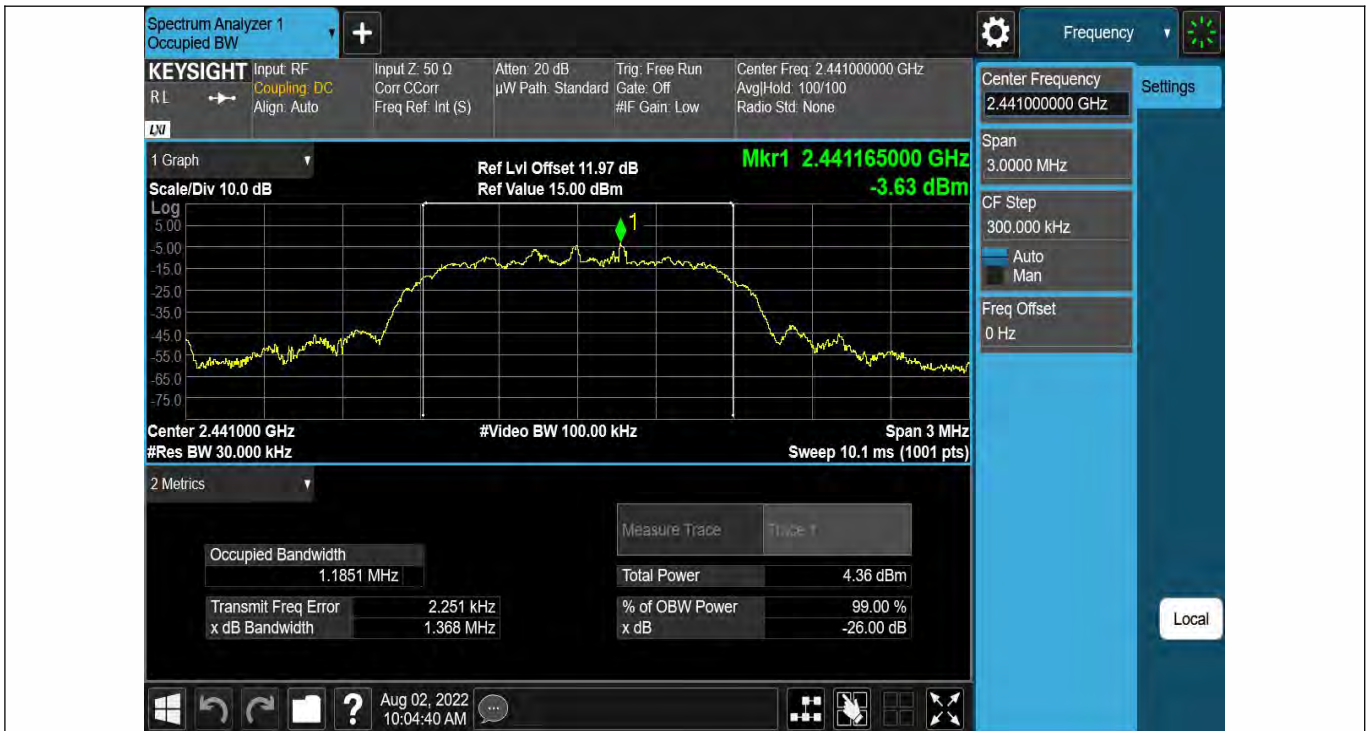 Spectrum Analyzer 1
Occupied BW
+
Frequency
KEYSIGHT
R L
LXI
Input: RF
Coupling: DC
Align: Auto
Input Z: 50 Ω
Corr CCorr
Freq Ref: Int (S)
Atten: 20 dB
µW Path: Standard
Trig: Free Run
Gate: Off
#IF Gain: Low
Center Freq: 2.441000000 GHz
Avg|Hold: 100/100
Radio Std: None
Center Frequency
2.441000000 GHz
Settings
Span
3.0000 MHz
CF Step
300.000 kHz
Auto
Man
Freq Offset
0 Hz
Local
1 Graph
Scale/Div 10.0 dB
Ref Lvl Offset 11.97 dB
Ref Value 15.00 dBm
Mkr1 2.441165000 GHz
-3.63 dBm
Log
5.00
-5.00
-15.0
-25.0
-35.0
-45.0
-55.0
-65.0
-75.0
1
Center 2.441000 GHz
#Video BW 100.00 kHz
Span 3 MHz
#Res BW 30.000 kHz
Sweep 10.1 ms (1001 pts)
2 Metrics
Measure Trace
Trace 1
Occupied Bandwidth
1.1851 MHz
Total Power 4.36 dBm
Transmit Freq Error 2.251 kHz
% of OBW Power 99.00 %
x dB Bandwidth 1.368 MHz
x dB -26.00 dB
?
Aug 02, 2022
10:04:40 AM